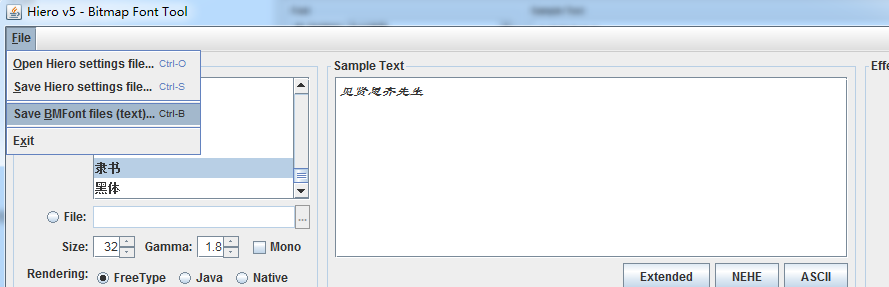 Hiero v5 - Bitmap Font Tool
File
Open Hiero settings file... Ctrl-O
Save Hiero settings file... Ctrl-S
Save BMFont files (text)... Ctrl-B
Exit
隶书
黑体
File:
...
Size: 32 Gamma: 1.8 Mono
Rendering: FreeType Java Native
Sample Text
见贤思齐先生
Extended NEHE ASCII
Effe